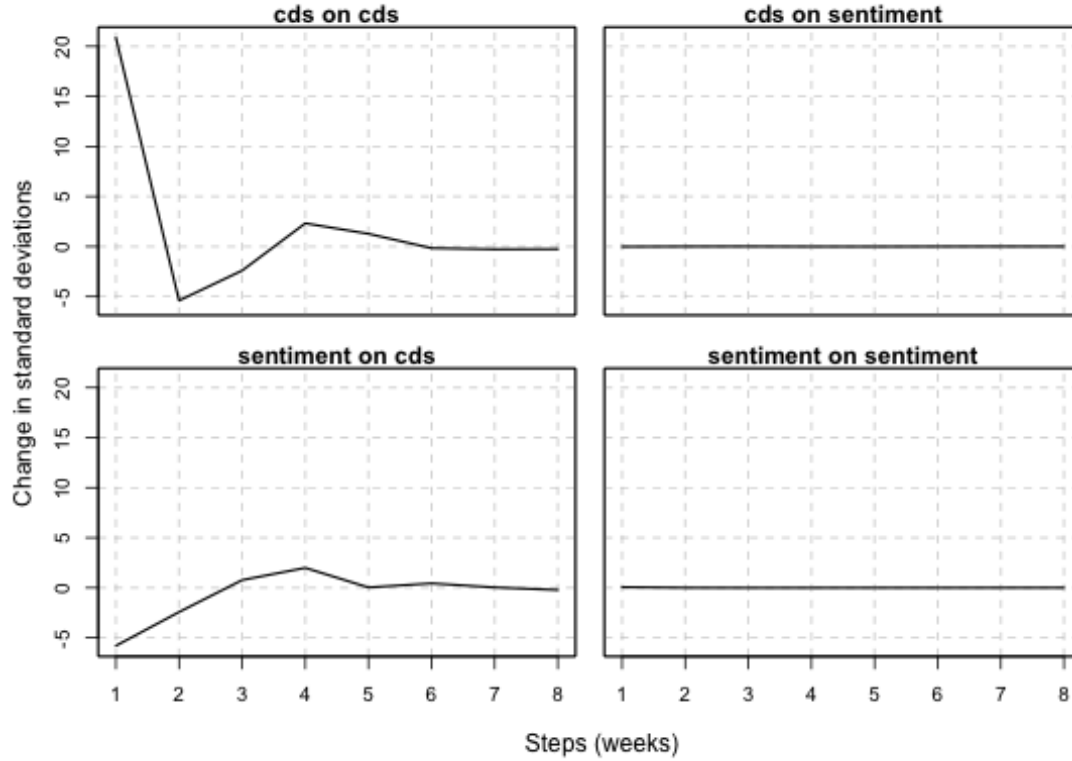 cds on cds
cds on sentiment
20
15
10
5
0
-5
sentiment on cds
sentiment on sentiment
20
15
10
5
0
-5
Change in standard deviations
1 2 3 4 5 6 7 8
1 2 3 4 5 6 7 8
Steps (weeks)